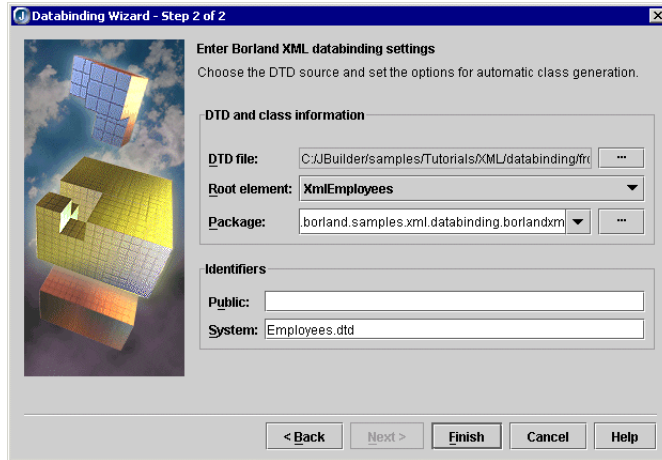 Databinding Wizard - Step 2 of 2
Enter Borland XML databinding settings
Choose the DTD source and set the options for automatic class generation.
DTD and class information
DTD file: C:/JBuilder/samples/Tutorials/XML/databinding/fro ...
Root element: XmlEmployees
Package: .borland.samples.xml.databinding.borlandxm ...
Identifiers
Public:
System: Employees.dtd
< Back Next > Finish Cancel Help